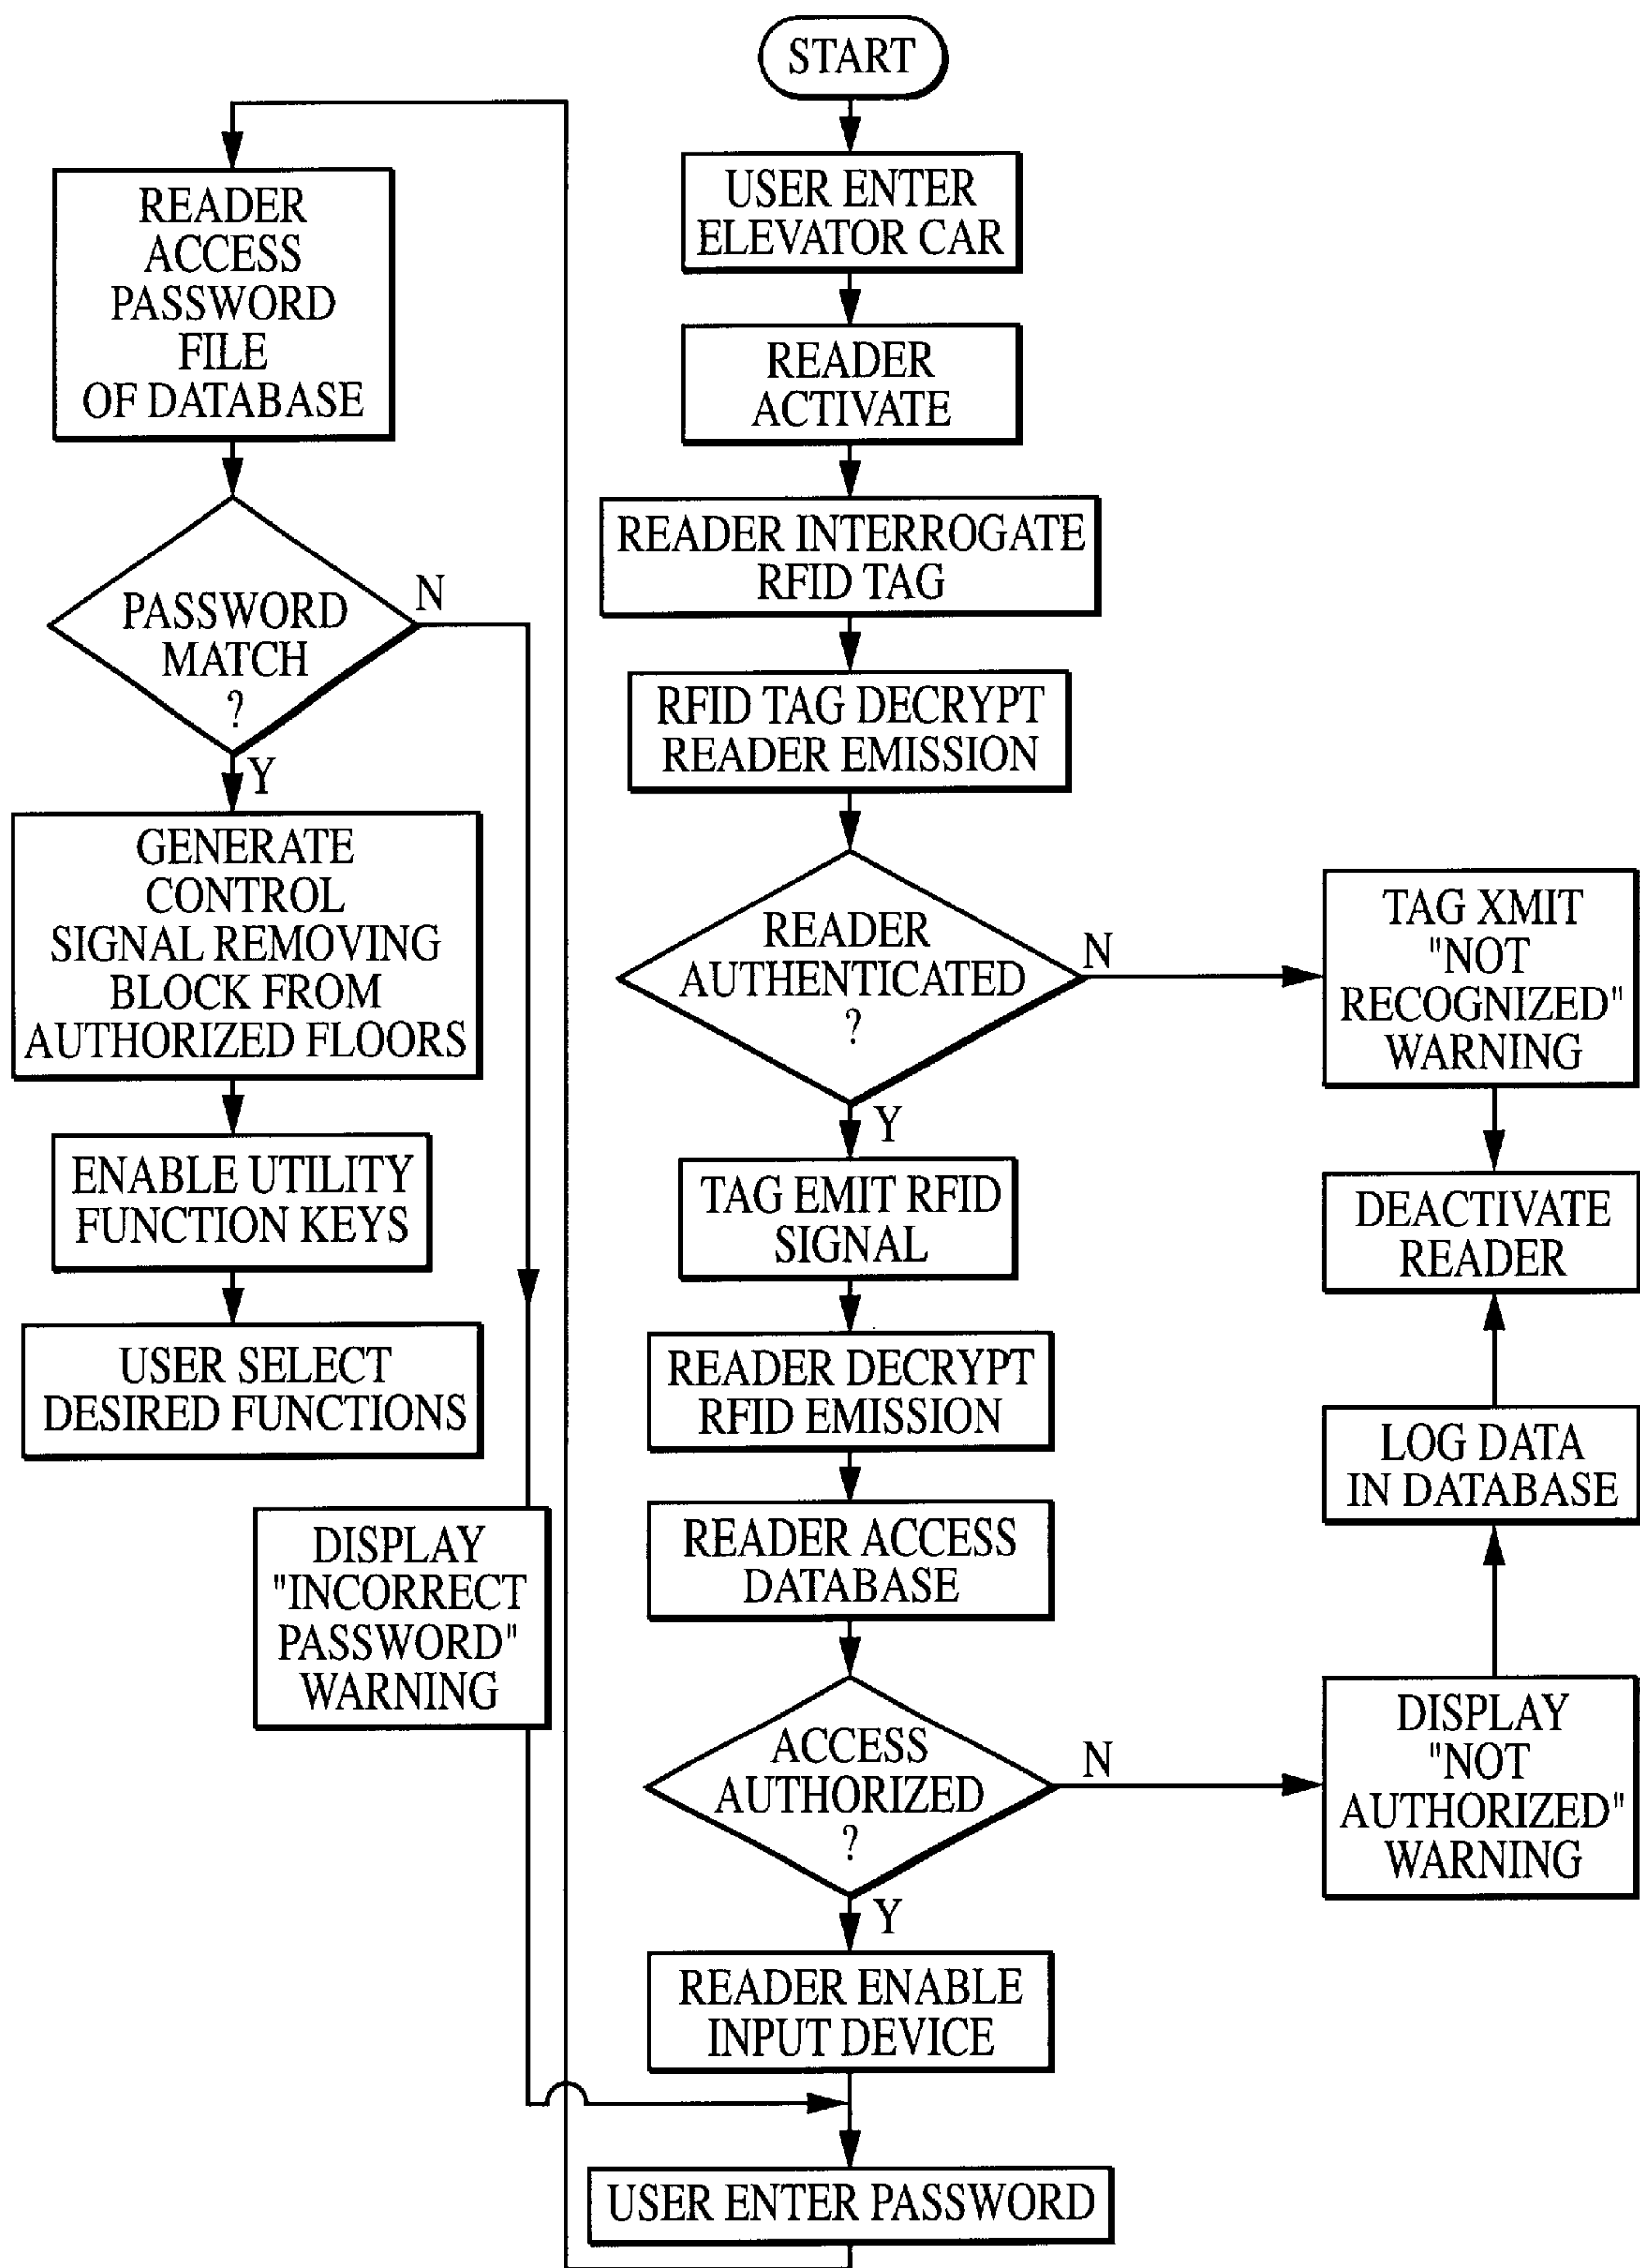 START
USER ENTER
ELEVATOR CAR
READER
ACTIVATE
READER INTERROGATE
RFID TAG
RFID TAG DECRYPT
READER EMISSION
READER
AUTHENTICATED
?
N
TAG XMIT
"NOT
RECOGNIZED"
WARNING
DEACTIVATE
READER
Y
TAG EMIT RFID
SIGNAL
READER DECRYPT
RFID EMISSION
READER ACCESS
DATABASE
ACCESS
AUTHORIZED
?
N
DISPLAY
"NOT
AUTHORIZED"
WARNING
LOG DATA
IN DATABASE
Y
READER ENABLE
INPUT DEVICE
USER ENTER PASSWORD
READER
ACCESS
PASSWORD
FILE
OF DATABASE
PASSWORD
MATCH
?
N
DISPLAY
"INCORRECT
PASSWORD"
WARNING
Y
GENERATE
CONTROL
SIGNAL REMOVING
BLOCK FROM
AUTHORIZED FLOORS
ENABLE UTILITY
FUNCTION KEYS
USER SELECT
DESIRED FUNCTIONS